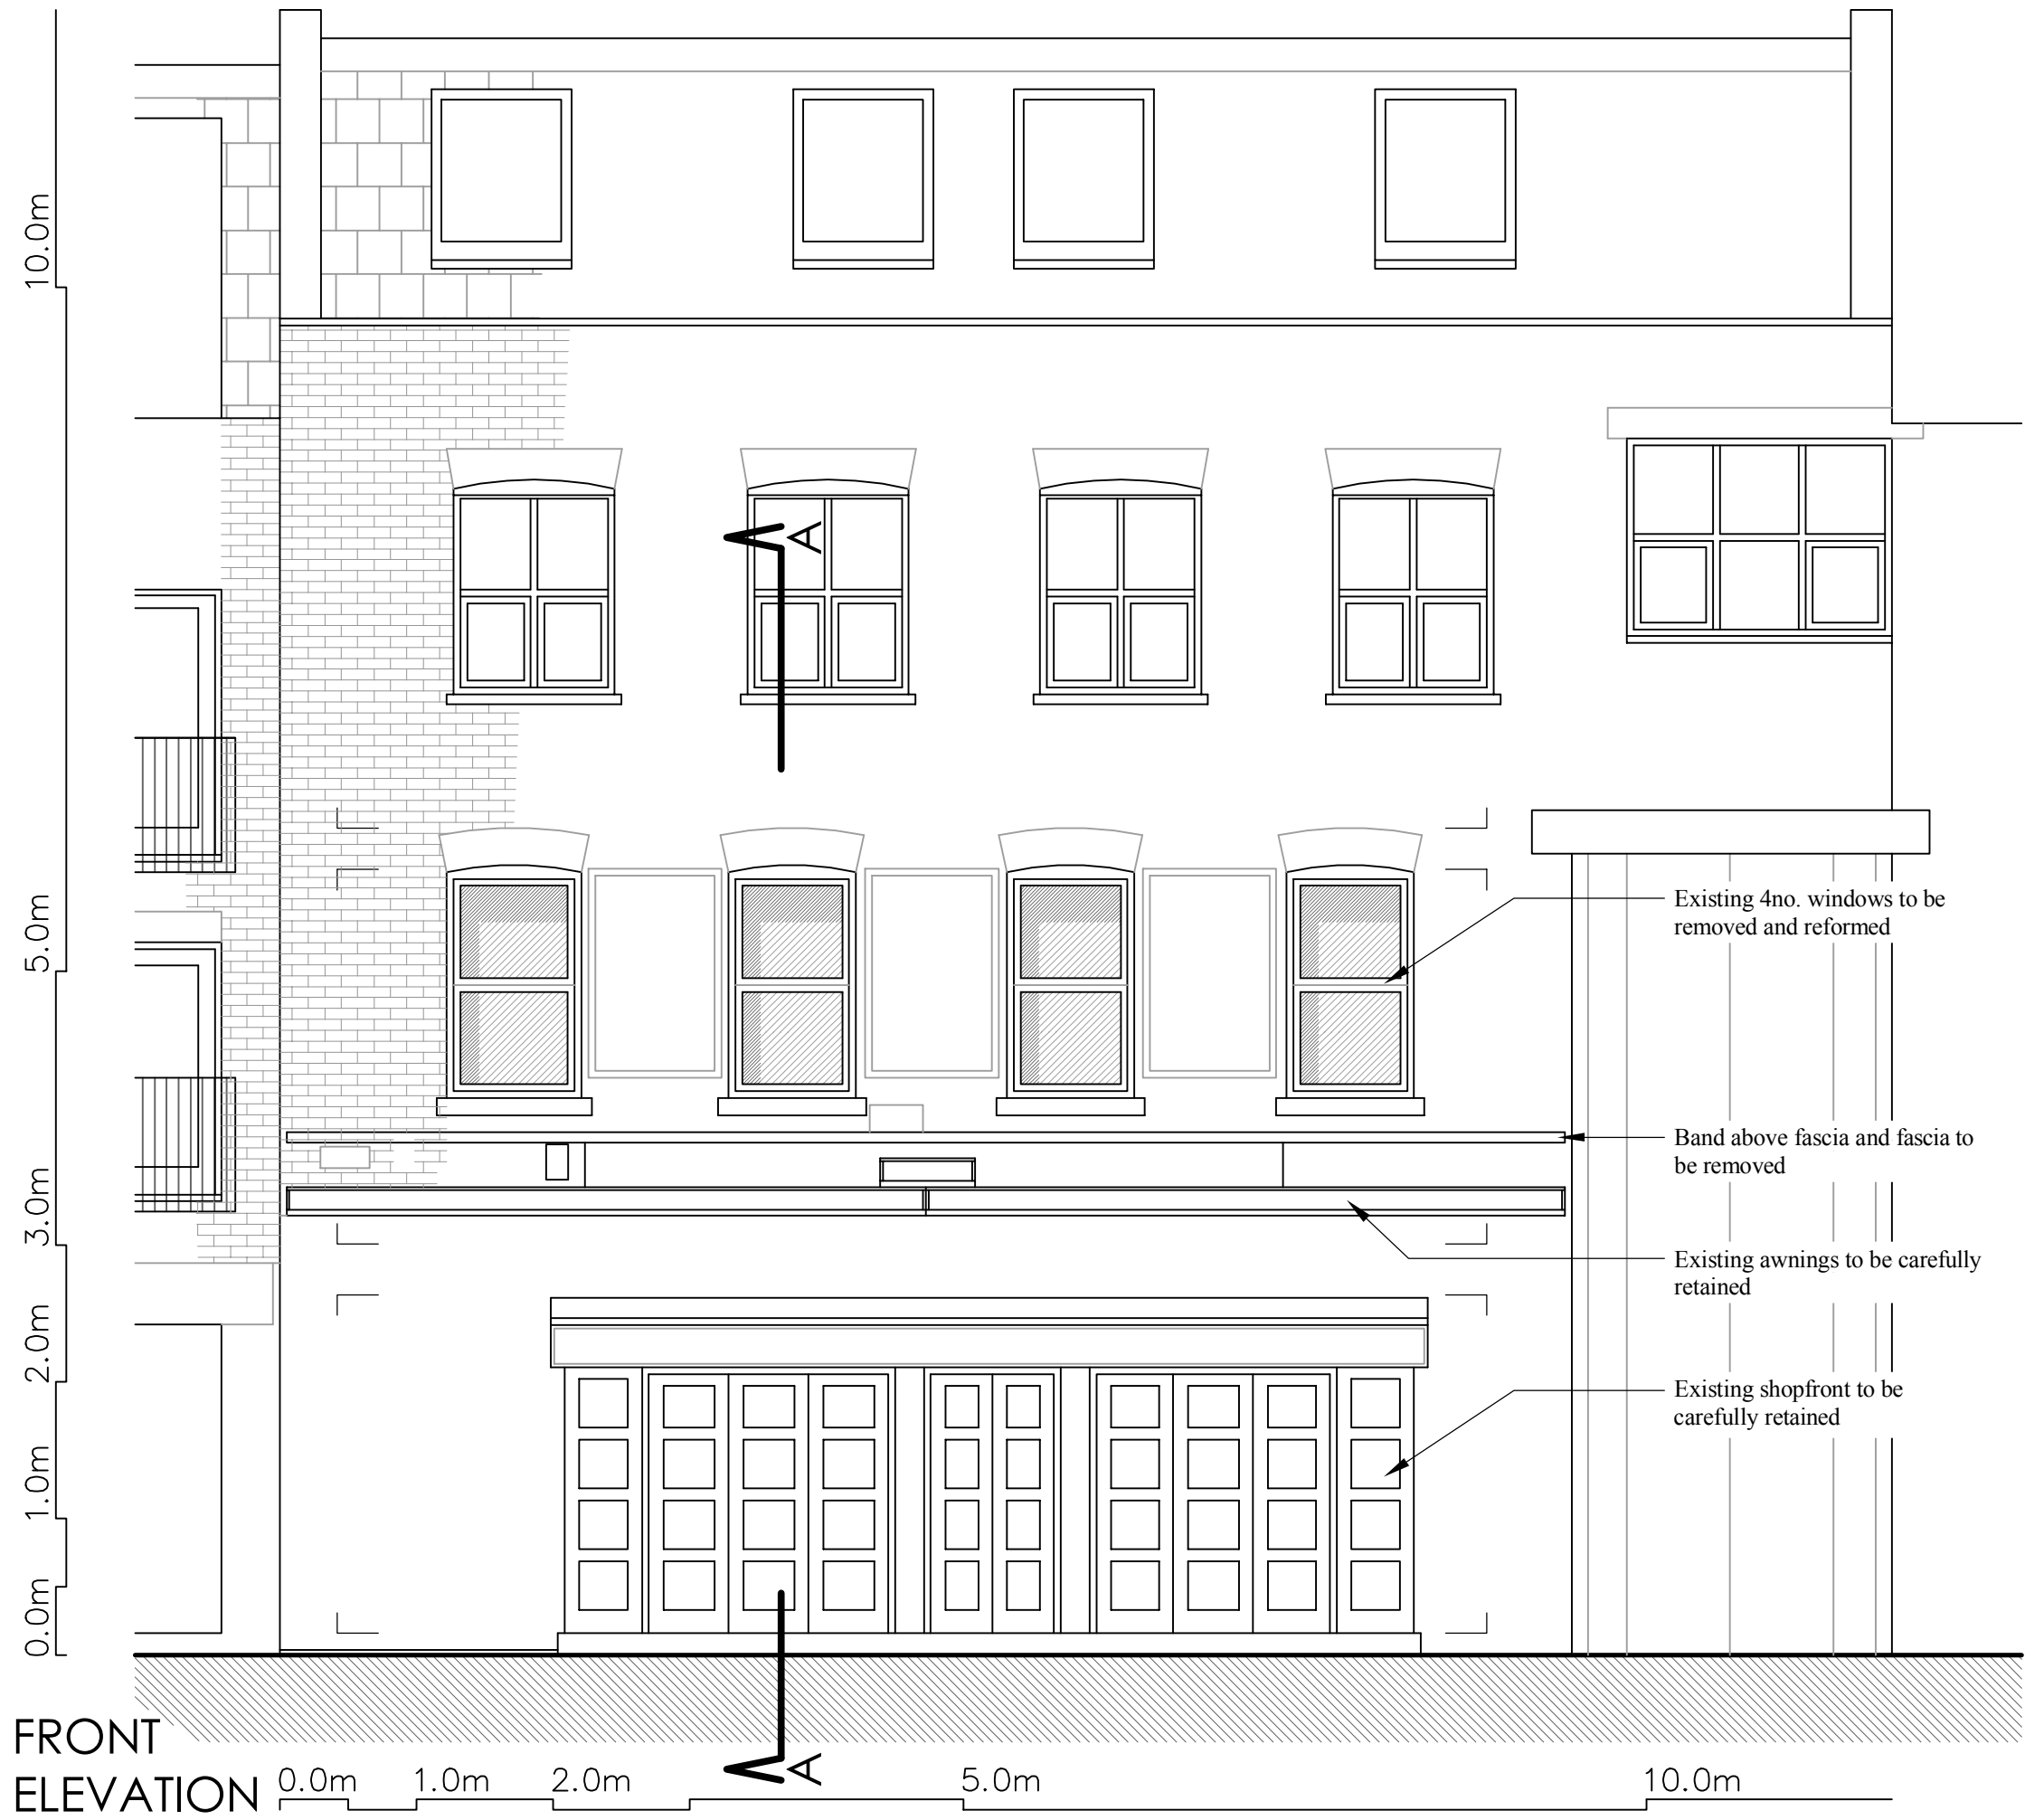 10.0m
A
Existing 4no. windows to be
removed and reformed
5.0m
Band above fascia and fascia to
be removed
3.0m
Existing awnings to be carefully
retained
2.0m
Existing shopfront to be
carefully retained
1.0m
0.0m
FRONT
ELEVATION
A
0.0m 1.0m 2.0m 5.0m 10.0m